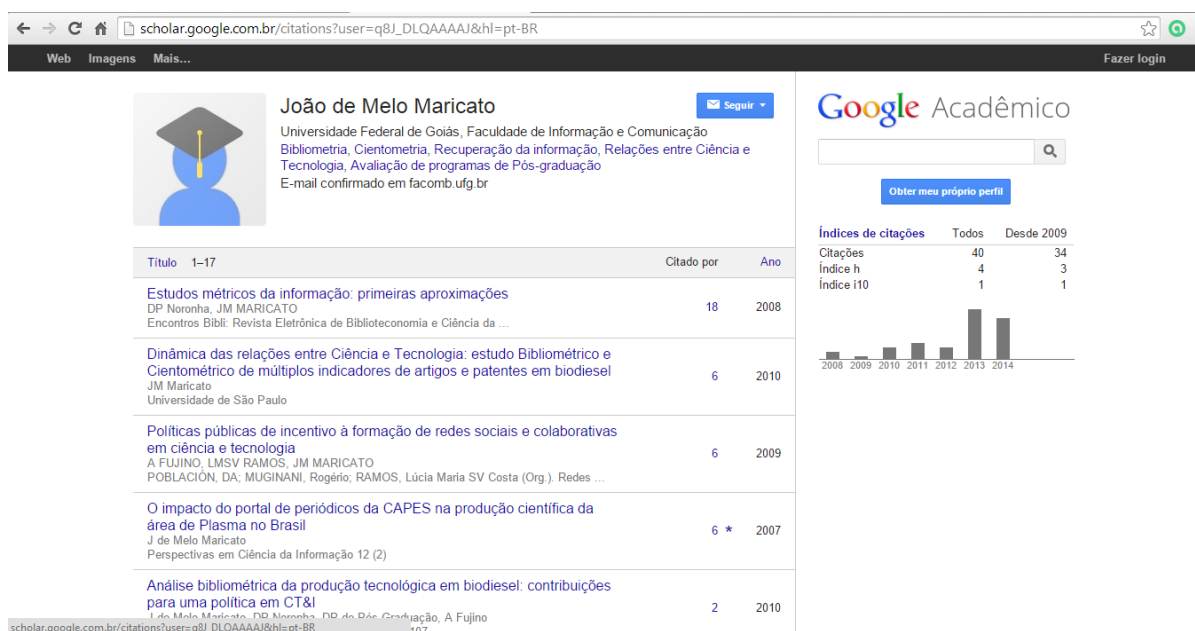 scholar.google.com.br/citations?user=q8J_DLQAAAAJ&hl=pt-BR
Web Imagens Mais... Fazer login
João de Melo Maricato
Seguir
Universidade Federal de Goiás, Faculdade de Informação e Comunicação
Bibliometria, Cientometria, Recuperação da informação, Relações entre Ciência e
Tecnologia, Avaliação de programas de Pós-graduação
E-mail confirmado em facomb.ufg.br
Google Acadêmico
Obter meu próprio perfil
Índices de citações Todos Desde 2009
Citações 40 34
Índice h 4 3
Índice i10 1 1
2008 2009 2010 2011 2012 2013 2014
Título 1–17 Citado por Ano
Estudos métricos da informação: primeiras aproximações
DP Noronha, JM MARICATO
Encontros Bibli: Revista Eletrônica de Biblioteconomia e Ciência da ...
18 2008
Dinâmica das relações entre Ciência e Tecnologia: estudo Bibliométrico e
Cientométrico de múltiplos indicadores de artigos e patentes em biodiesel
JM Maricato
Universidade de São Paulo
6 2010
Políticas públicas de incentivo à formação de redes sociais e colaborativas
em ciência e tecnologia
A FUJINO, LMSV RAMOS, JM MARICATO
POBLACIÓN, DA; MUGINANI, Rogério; RAMOS, Lúcia Maria SV Costa (Org.). Redes ...
6 2009
O impacto do portal de periódicos da CAPES na produção científica da
área de Plasma no Brasil
J de Melo Maricato
Perspectivas em Ciência da Informação 12 (2)
6 * 2007
Análise bibliométrica da produção tecnológica em biodiesel: contribuições
para uma política em CT&I
J de Melo Maricato, DP Noronha, DP de Pós-Graduação, A Fujino
2 2010
scholar.google.com.br/citations?user=q8J_DLQAAAAJ&hl=pt-BR